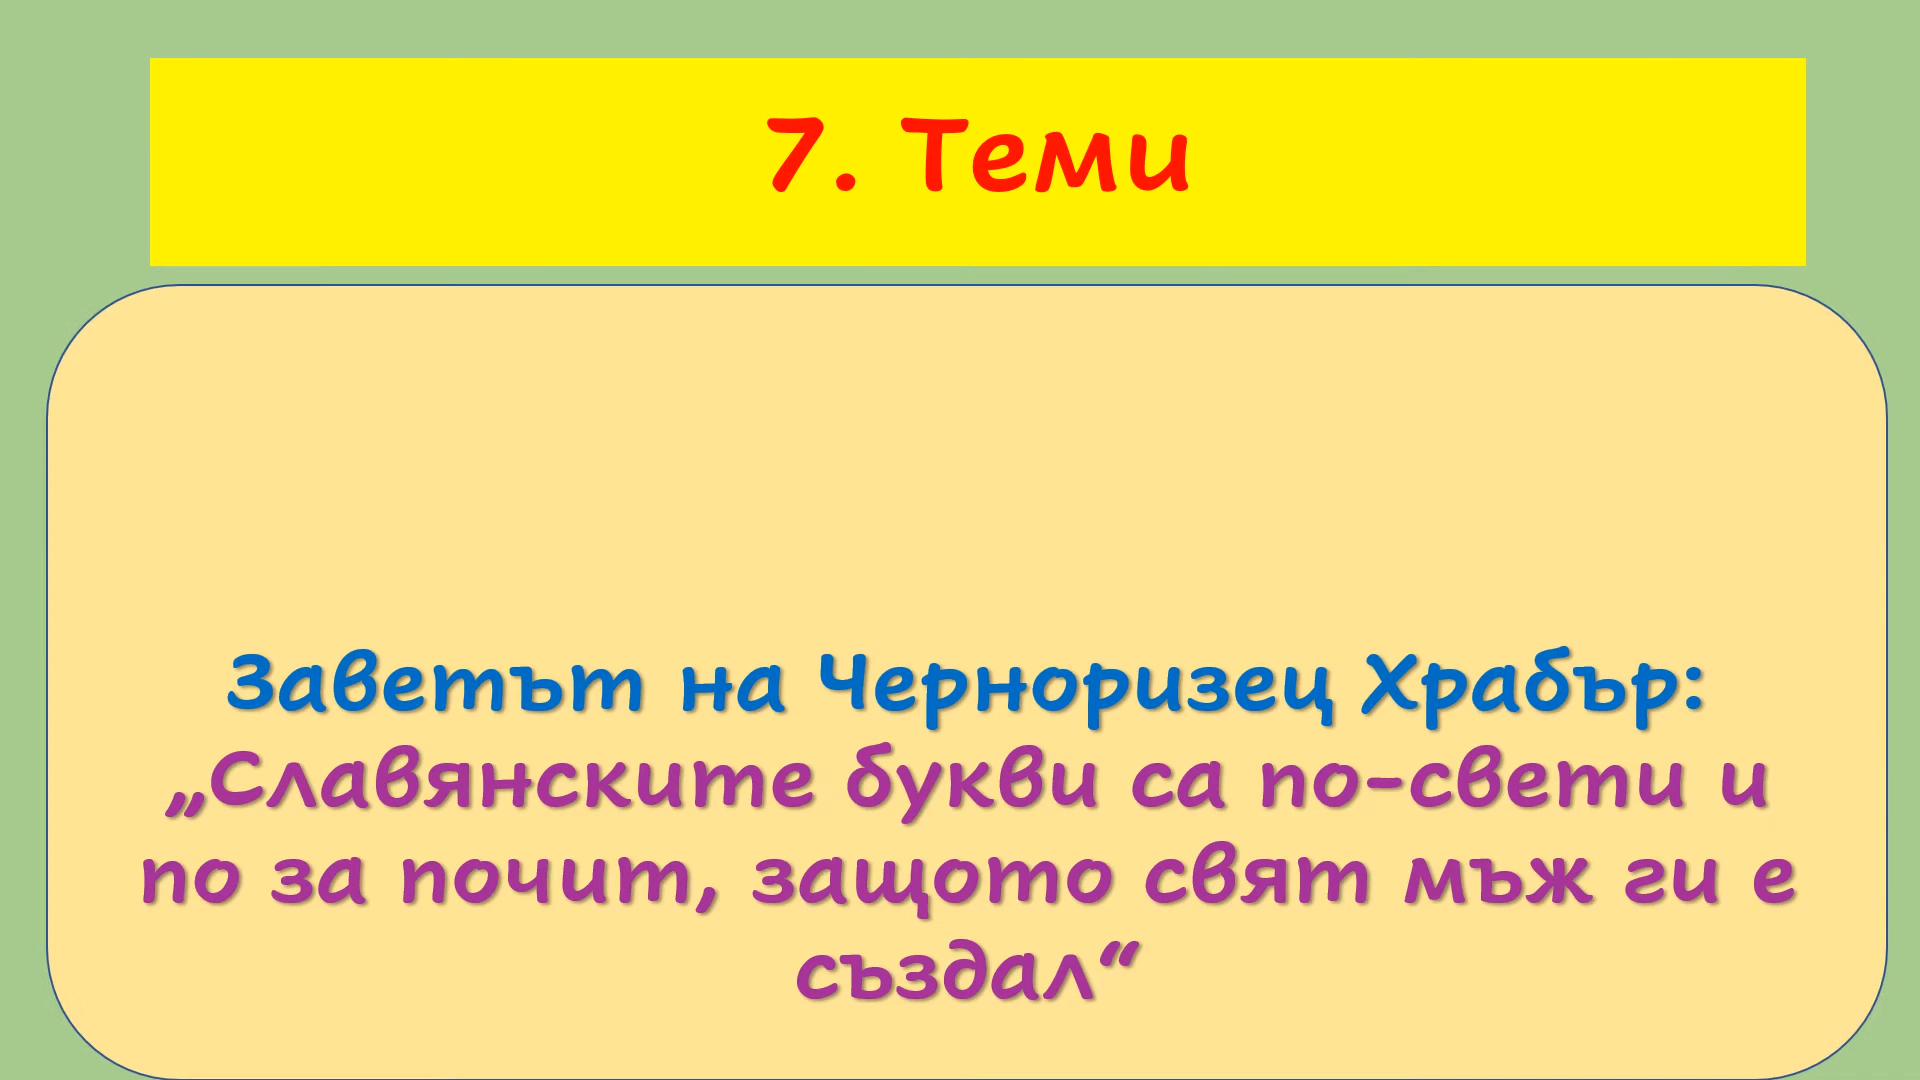 7. Теми
Заветът на Черноризец Храбър:
„Славянските букви са по-свети и
по за почит, защото свят мъж ги е
създал“